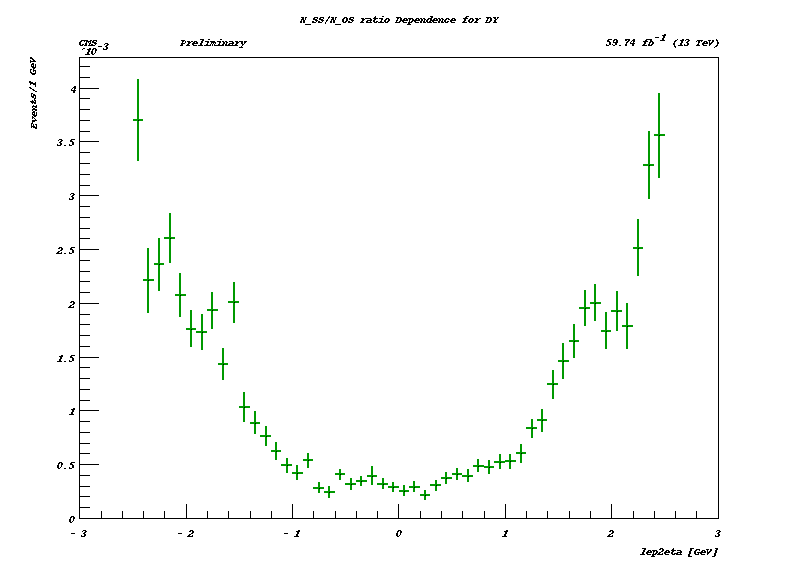 N_SS/N_OS ratio Dependence for DY
CMS Preliminary 59.74 fb^-1 (13 TeV)
^10^-3
Events/1 GeV
4
3.5
3
2.5
2
1.5
1
0.5
0
-3 -2 -1 0 1 2 3
lep2eta [GeV]